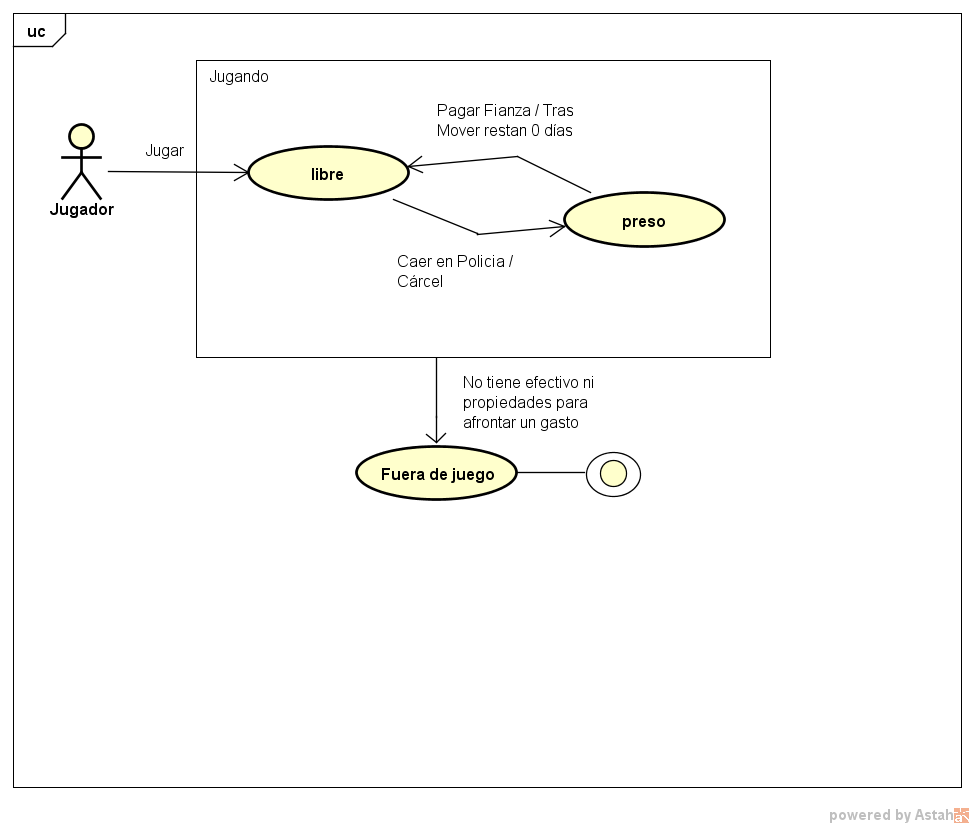 uc
Jugando
Pagar Fianza / Tras
Mover restan 0 días
Jugar
libre
Jugador
preso
Caer en Policia /
Cárcel
No tiene efectivo ni
propiedades para
afrontar un gasto
Fuera de juego
powered by Astah